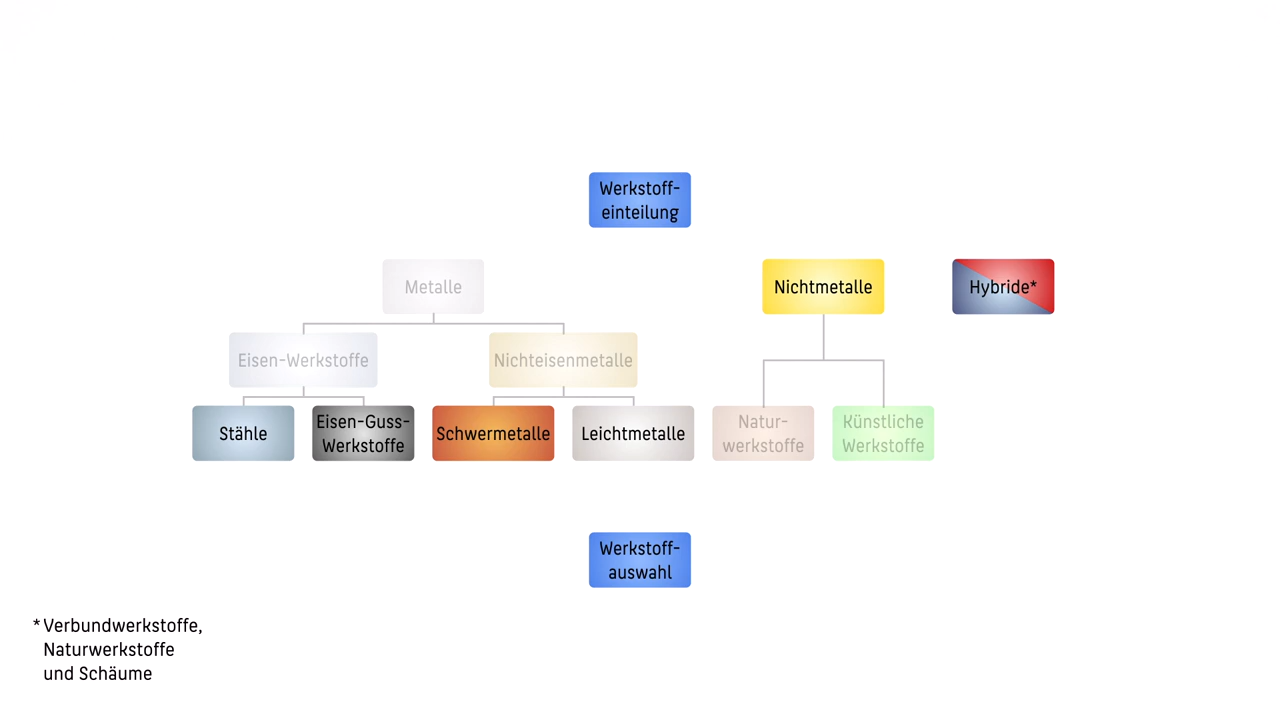 Werkstoff-
einteilung
Metalle
Nichtmetalle
Hybride*
Eisen-Werkstoffe
Nichteisenmetalle
Stähle
Eisen-Guss-
Werkstoffe
Schwermetalle
Leichtmetalle
Natur-
werkstoffe
Künstliche
Werkstoffe
Werkstoff-
auswahl
* Verbundwerkstoffe,
Naturwerkstoffe
und Schäume